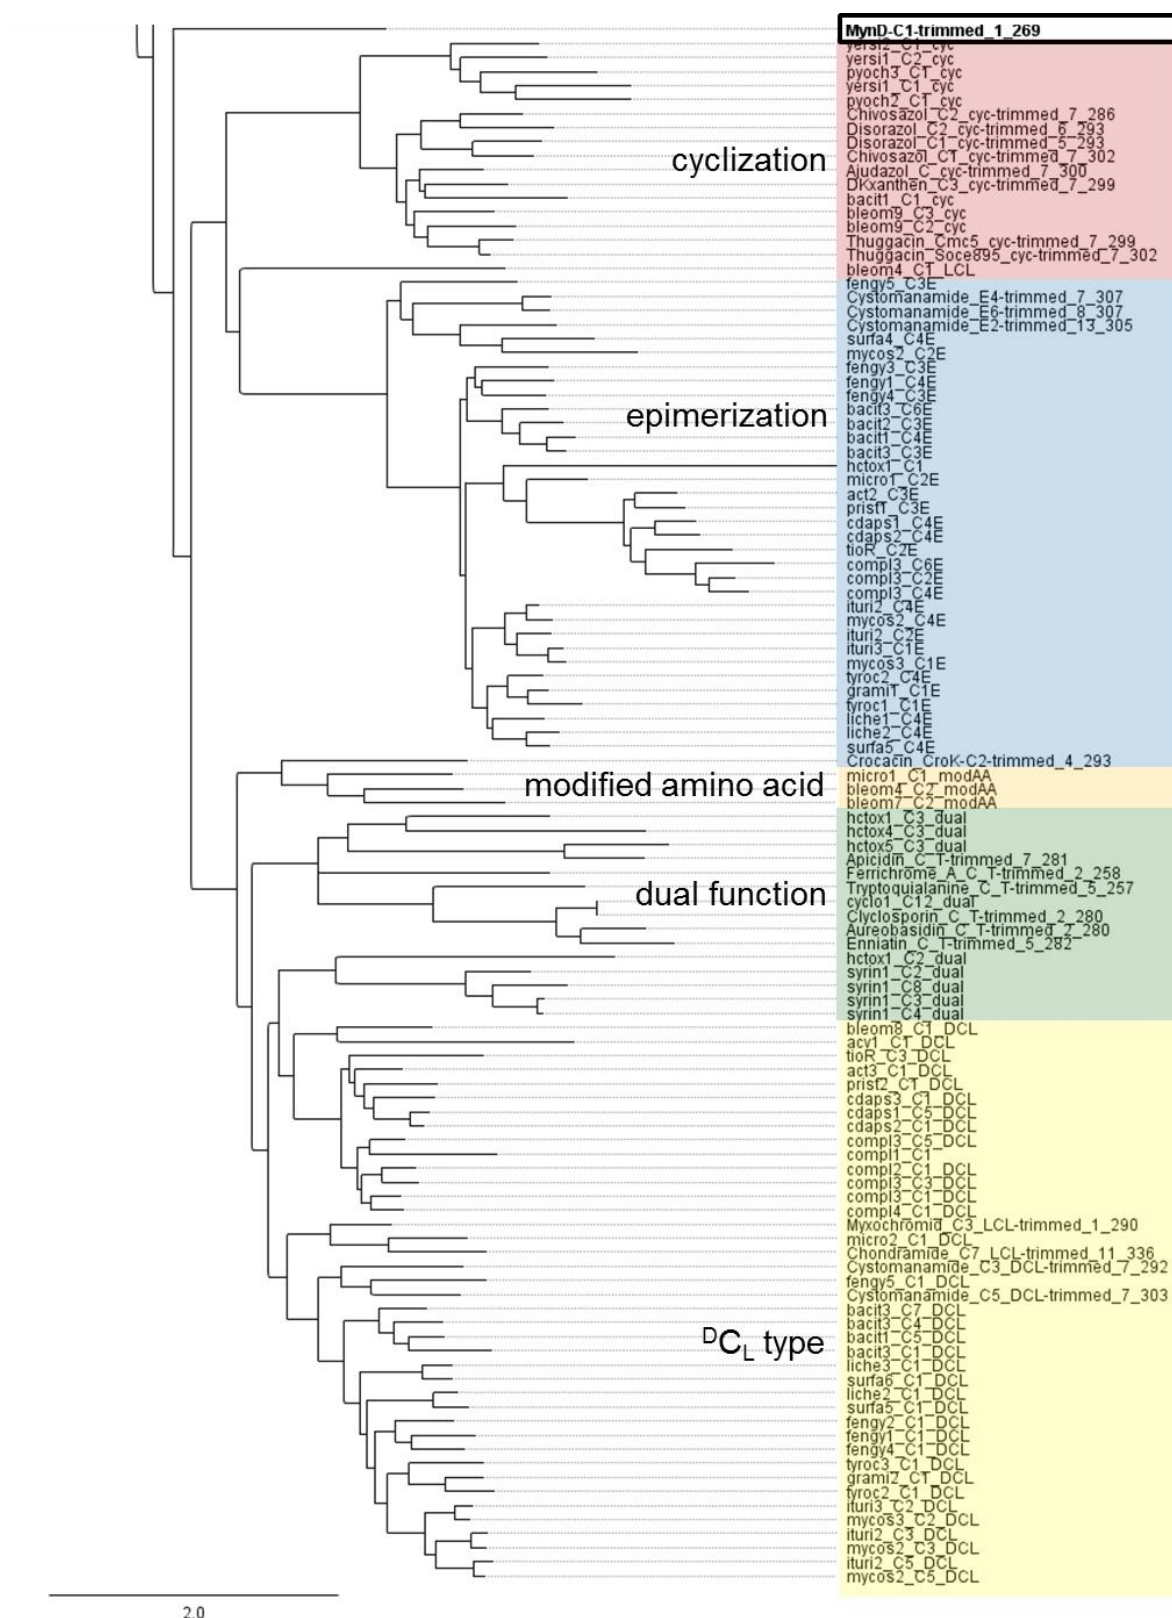 MynD-C1-trimmed_1_269
yersi2_C1_cyc
yersi1_C2_cyc
pyoch3_C1_cyc
yersi1_C1_cyc
pyoch2_C1_cyc
Chivosazol_C2_cyc-trimmed_7_286
Disorazol_C2_cyc-trimmed_6_293
Disorazol_C1_cyc-trimmed_5_293
Chivosazol_C1_cyc-trimmed_7_302
cyclization
Ajudazol_C_cyc-trimmed_7_300
DKxanthen_C3_cyc-trimmed_7_299
bacit1_C1_cyc
bleom9_C3_cyc
bleom9_C2_cyc
Thuggacin_Cmc5_cyc-trimmed_7_299
Thuggacin_Soce895_cyc-trimmed_7_302
bleom4_C1_LCL
fengy5_C3E
Cystomanamide_E4-trimmed_7_307
Cystomanamide_E6-trimmed_8_307
Cystomanamide_E2-trimmed_13_305
surfa4_C4E
mycos2_C2E
fengy3_C3E
fengy1_C4E
fengy4_C3E
bacit3_C6E
epimerization
bacit2_C3E
bacit1_C4E
bacit3_C3E
hctox1_C1
micro1_C2E
act2_C3E
prist1_C3E
cdaps1_C4E
cdaps2_C4E
tioR_C2E
compl3_C6E
compl3_C2E
compl3_C4E
ituri2_C4E
mycos2_C4E
ituri2_C2E
ituri3_C1E
mycos3_C1E
tyroc2_C4E
grami1_C1E
tyroc1_C1E
liche1_C4E
liche2_C4E
surfa5_C4E
Crocacin_CroK-C2-trimmed_4_293
micro1_C1_modAA
modified amino acid
bleom4_C2_modAA
bleom7_C2_modAA
hctox1_C3_dual
hctox4_C3_dual
hctox5_C3_dual
Apicidin_C_T-trimmed_7_281
Ferrichrome_A_C_T-trimmed_2_258
Tryptoquialanine_C_T-trimmed_5_257
dual function
cyclo1_C12_dual
Clyclosporin_C_T-trimmed_2_280
Aureobasidin_C_T-trimmed_2_280
Enniatin_C_T-trimmed_5_282
hctox1_C2_dual
syrin1_C2_dual
syrin1_C8_dual
syrin1_C3_dual
syrin1_C4_dual
bleom8_C1_DCL
acv1_C1_DCL
tioR_C3_DCL
act3_C1_DCL
prist2_C1_DCL
cdaps3_C1_DCL
cdaps1_C5_DCL
cdaps2_C1_DCL
compl3_C5_DCL
compl1_C1
compl2_C1_DCL
compl3_C3_DCL
compl3_C1_DCL
compl4_C1_DCL
Myxochromid_C3_LCL-trimmed_1_290
micro2_C1_DCL
Chondramide_C7_LCL-trimmed_11_336
Cystomanamide_C3_DCL-trimmed_7_292
fengy5_C1_DCL
Cystomanamide_C5_DCL-trimmed_7_303
bacit3_C7_DCL
bacit3_C4_DCL
bacit1_C5_DCL
DCL type
bacit3_C1_DCL
liche3_C1_DCL
surfa6_C1_DCL
liche2_C1_DCL
surfa5_C1_DCL
fengy2_C1_DCL
fengy1_C1_DCL
fengy4_C1_DCL
tyroc3_C1_DCL
grami2_C1_DCL
tyroc2_C1_DCL
ituri3_C2_DCL
mycos3_C2_DCL
ituri2_C3_DCL
mycos2_C3_DCL
ituri2_C5_DCL
mycos2_C5_DCL
2.0